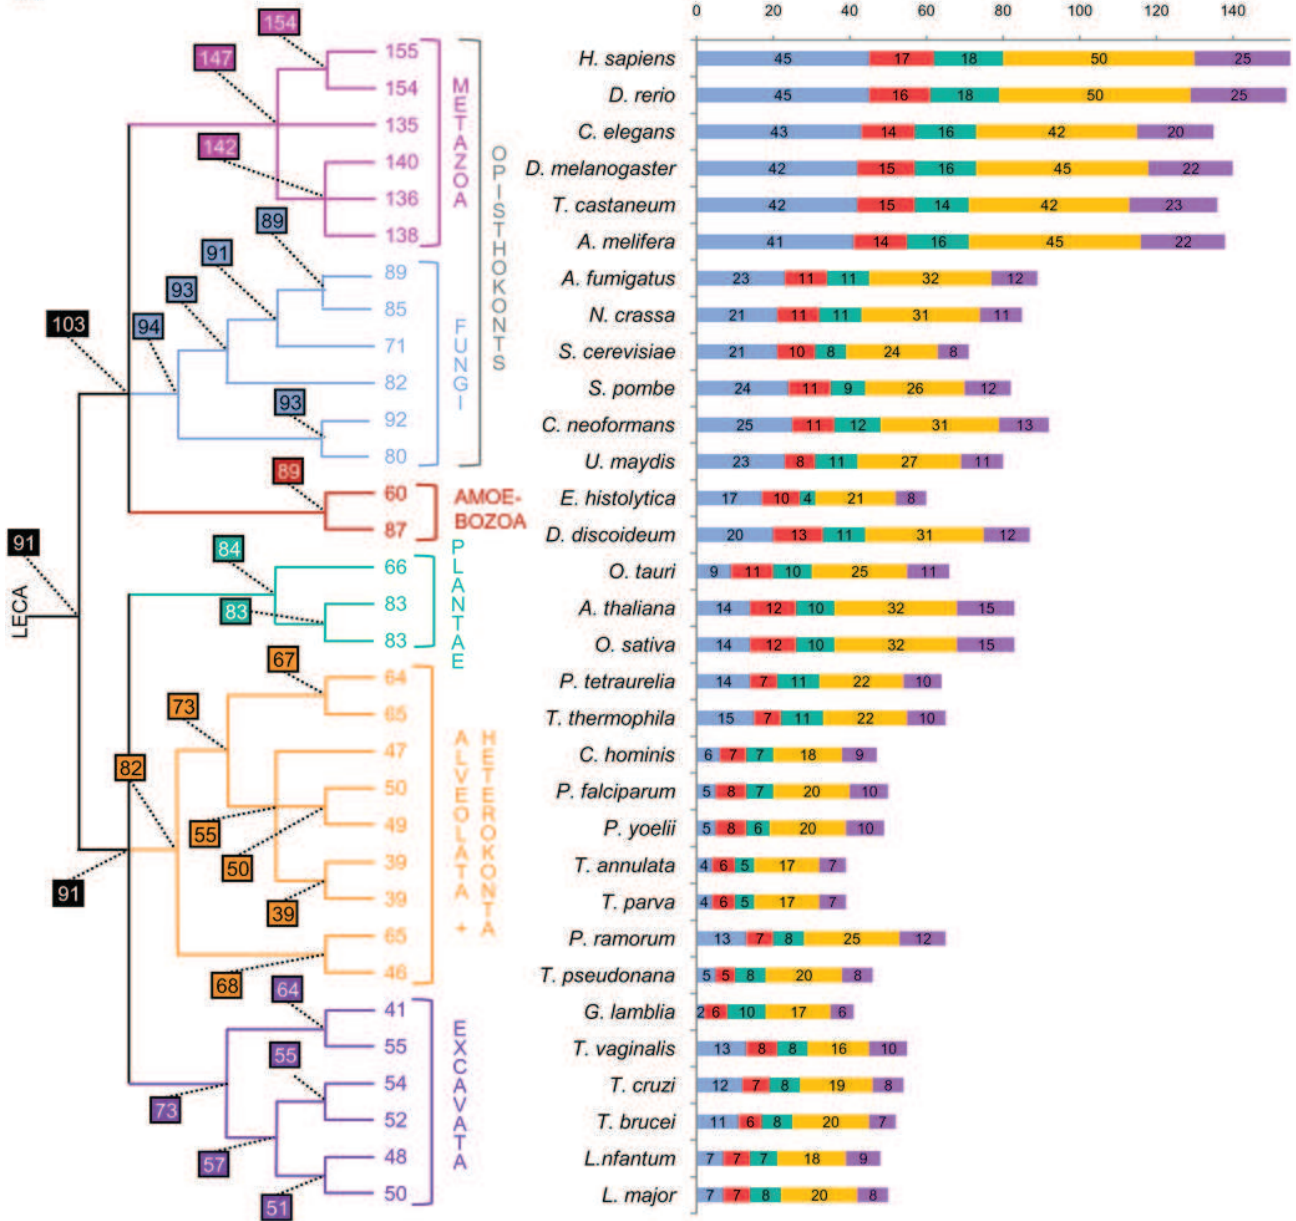 0 20 40 60 80 100 120 140
154
147
142
155
154
135
140
136
138
METAZOA
OPISTHOKONTS
89
91
93
94
103
93
89
85
71
82
92
80
FUNGI
89
60
87
AMOE-
BOZOA
91
LECA
84
83
66
83
83
PLANTAE
67
73
82
55
50
39
68
91
64
65
47
50
49
39
39
65
46
ALVEOLATA +
HETEROKONTA
64
55
73
57
51
41
55
54
52
48
50
EXCAVATA
H. sapiens 45 17 18 50 25
D. rerio 45 16 18 50 25
C. elegans 43 14 16 42 20
D. melanogaster 42 15 16 45 22
T. castaneum 42 15 14 42 23
A. melifera 41 14 16 45 22
A. fumigatus 23 11 11 32 12
N. crassa 21 11 11 31 11
S. cerevisiae 21 10 8 24 8
S. pombe 24 11 9 26 12
C. neoformans 25 11 12 31 13
U. maydis 23 8 11 27 11
E. histolytica 17 10 4 21 8
D. discoideum 20 13 11 31 12
O. tauri 9 11 10 25 11
A. thaliana 14 12 10 32 15
O. sativa 14 12 10 32 15
P. tetraurelia 14 7 11 22 10
T. thermophila 15 7 11 22 10
C. hominis 6 7 7 18 9
P. falciparum 5 8 7 20 10
P. yoelii 5 8 6 20 10
T. annulata 4 6 5 17 7
T. parva 4 6 5 17 7
P. ramorum 13 7 8 25 12
T. pseudonana 5 5 8 20 8
G. lamblia 2 6 10 17 6
T. vaginalis 13 8 8 16 10
T. cruzi 12 7 8 19 8
T. brucei 11 6 8 20 7
L.nfantum 7 7 7 18 9
L. major 7 7 8 20 8